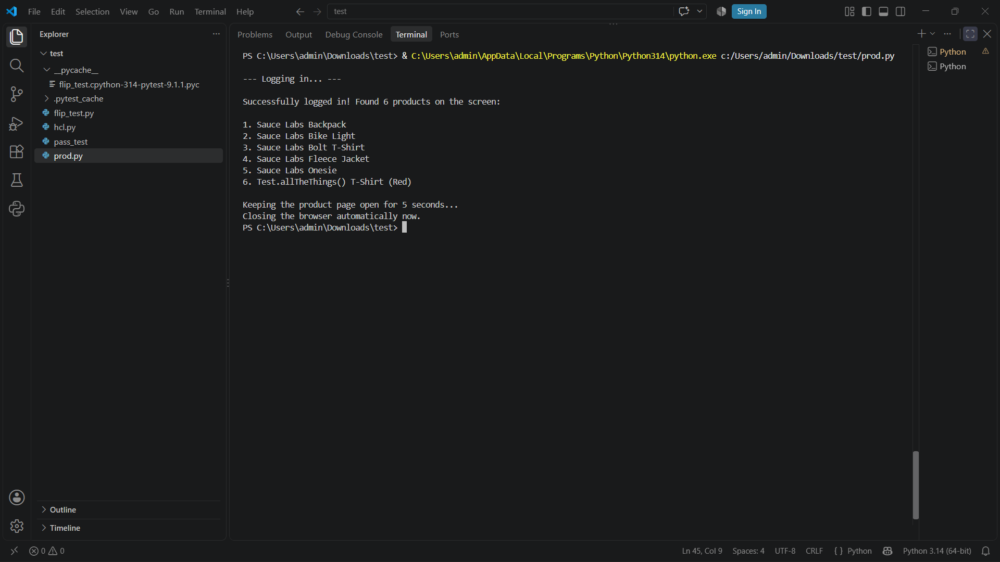 File Edit Selection View Go Run Terminal Help
test
Sign In
Explorer
test
__pycache__
flip_test.cpython-314-pytest-9.1.1.pyc
.pytest_cache
flip_test.py
hcl.py
pass_test
prod.py
Outline
Timeline
Problems Output Debug Console Terminal Ports
PS C:\Users\admin\Downloads\test> & C:\Users\admin\AppData\Local\Programs\Python\Python314\python.exe c:/Users/admin/Downloads/test/prod.py
--- Logging in... ---
Successfully logged in! Found 6 products on the screen:
1. Sauce Labs Backpack
2. Sauce Labs Bike Light
3. Sauce Labs Bolt T-Shirt
4. Sauce Labs Fleece Jacket
5. Sauce Labs Onesie
6. Test.allTheThings() T-Shirt (Red)
Keeping the product page open for 5 seconds...
Closing the browser automatically now.
PS C:\Users\admin\Downloads\test>
Python
Python
0 0
Ln 45, Col 9 Spaces: 4 UTF-8 CRLF { } Python Python 3.14 (64-bit)